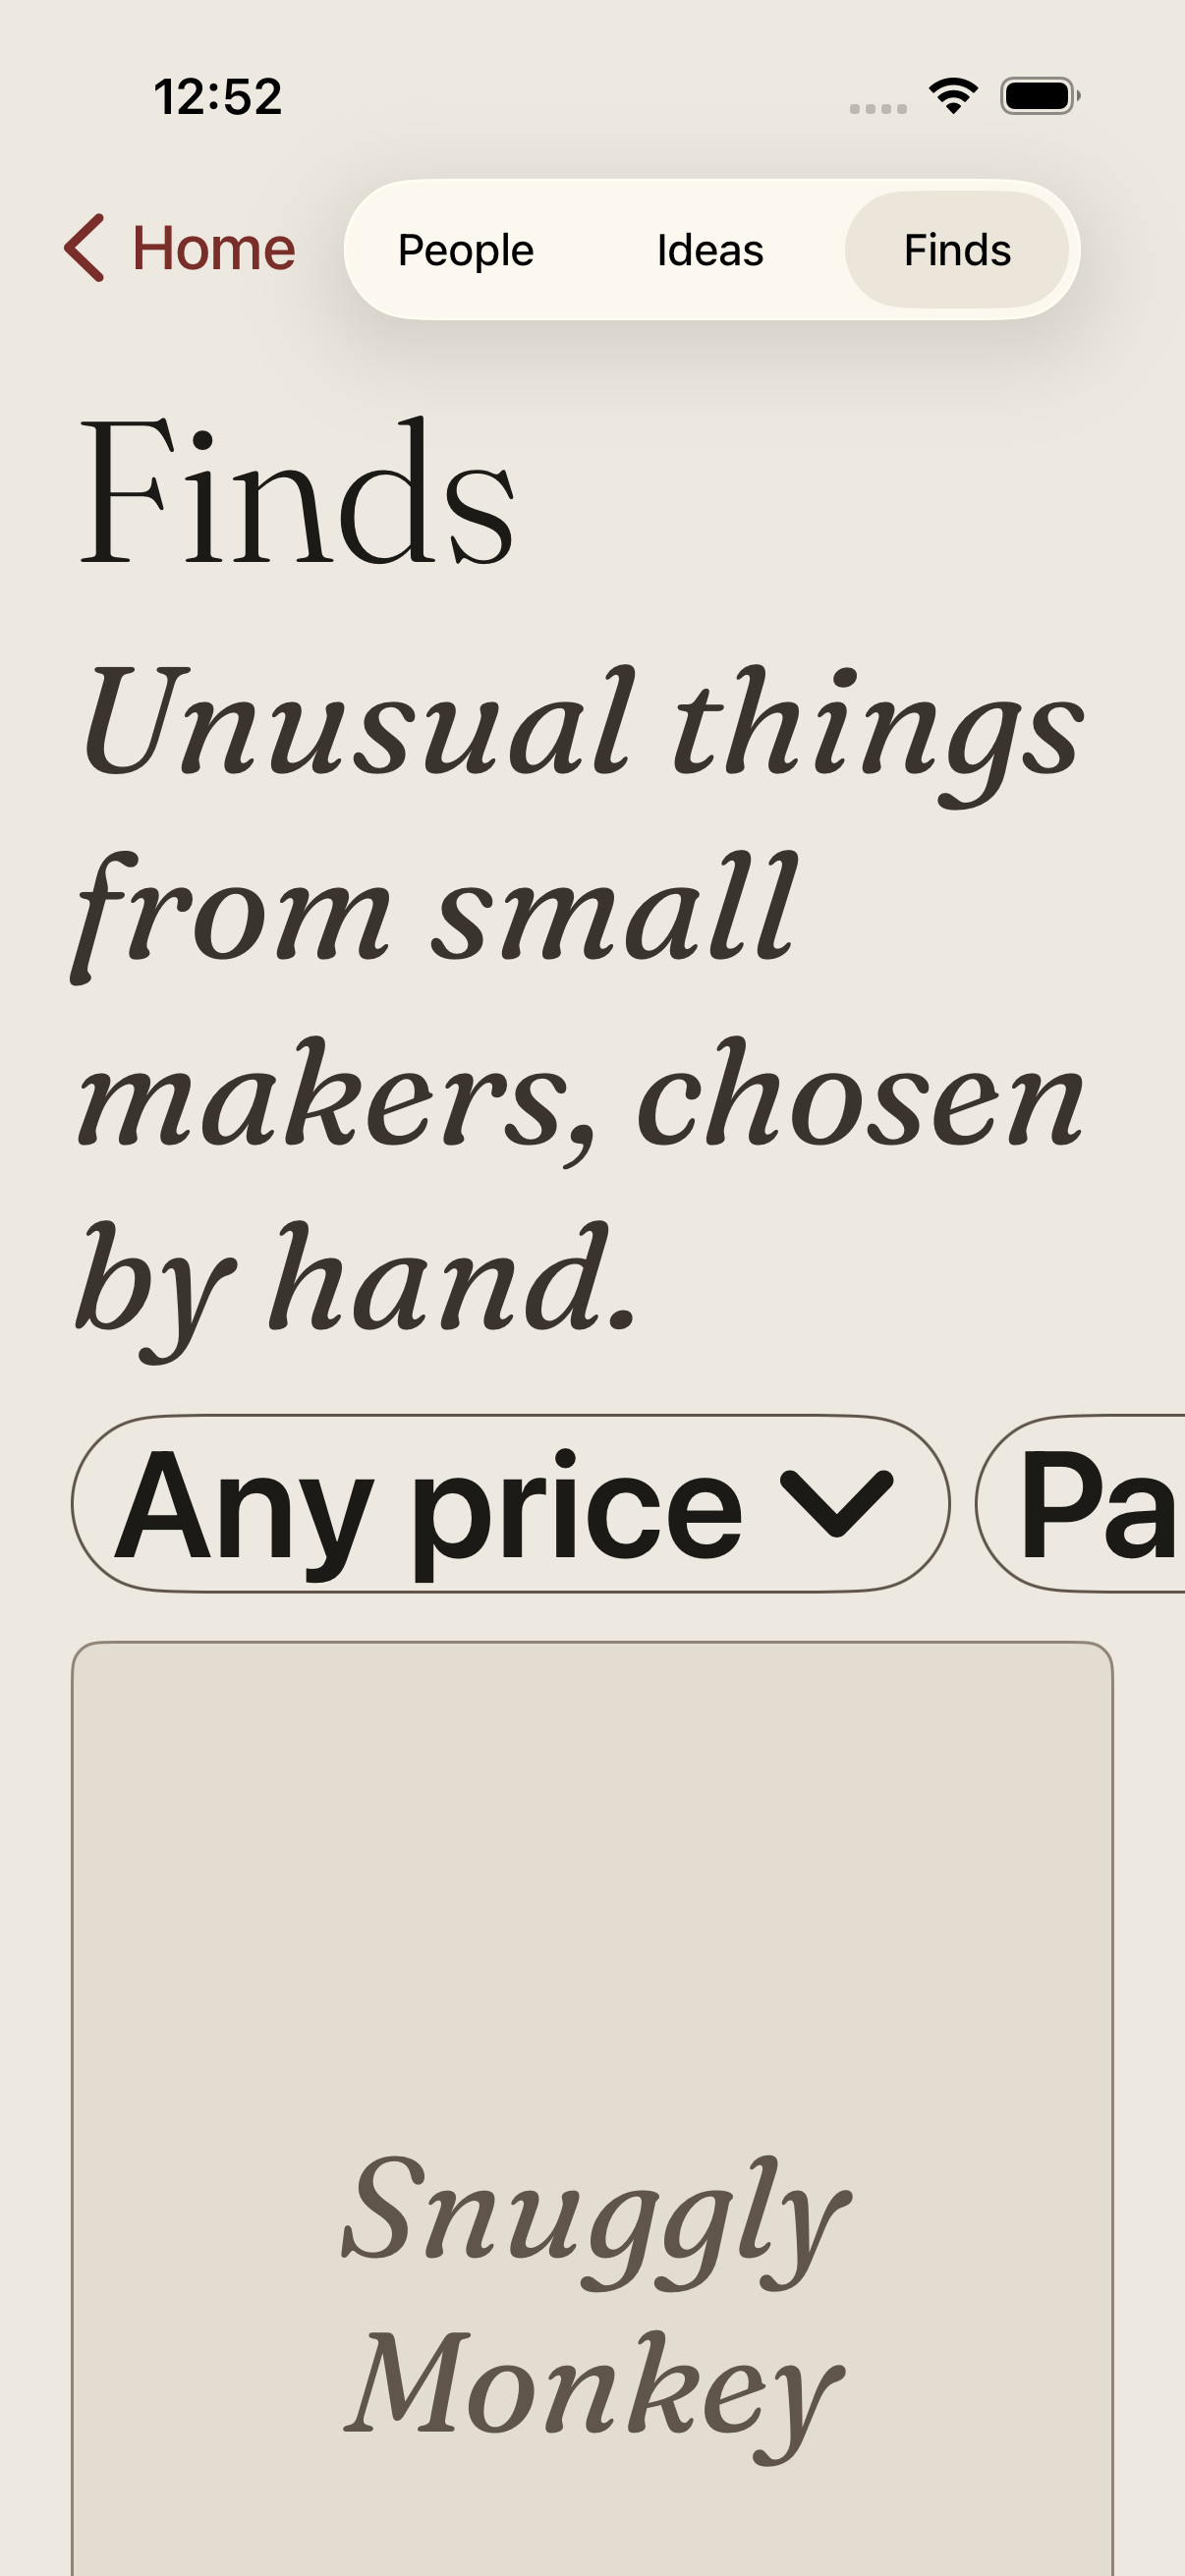 12:52
Home
People Ideas Finds
Finds
Unusual things
from small
makers, chosen
by hand.
Any price Pa
Snuggly
Monkey